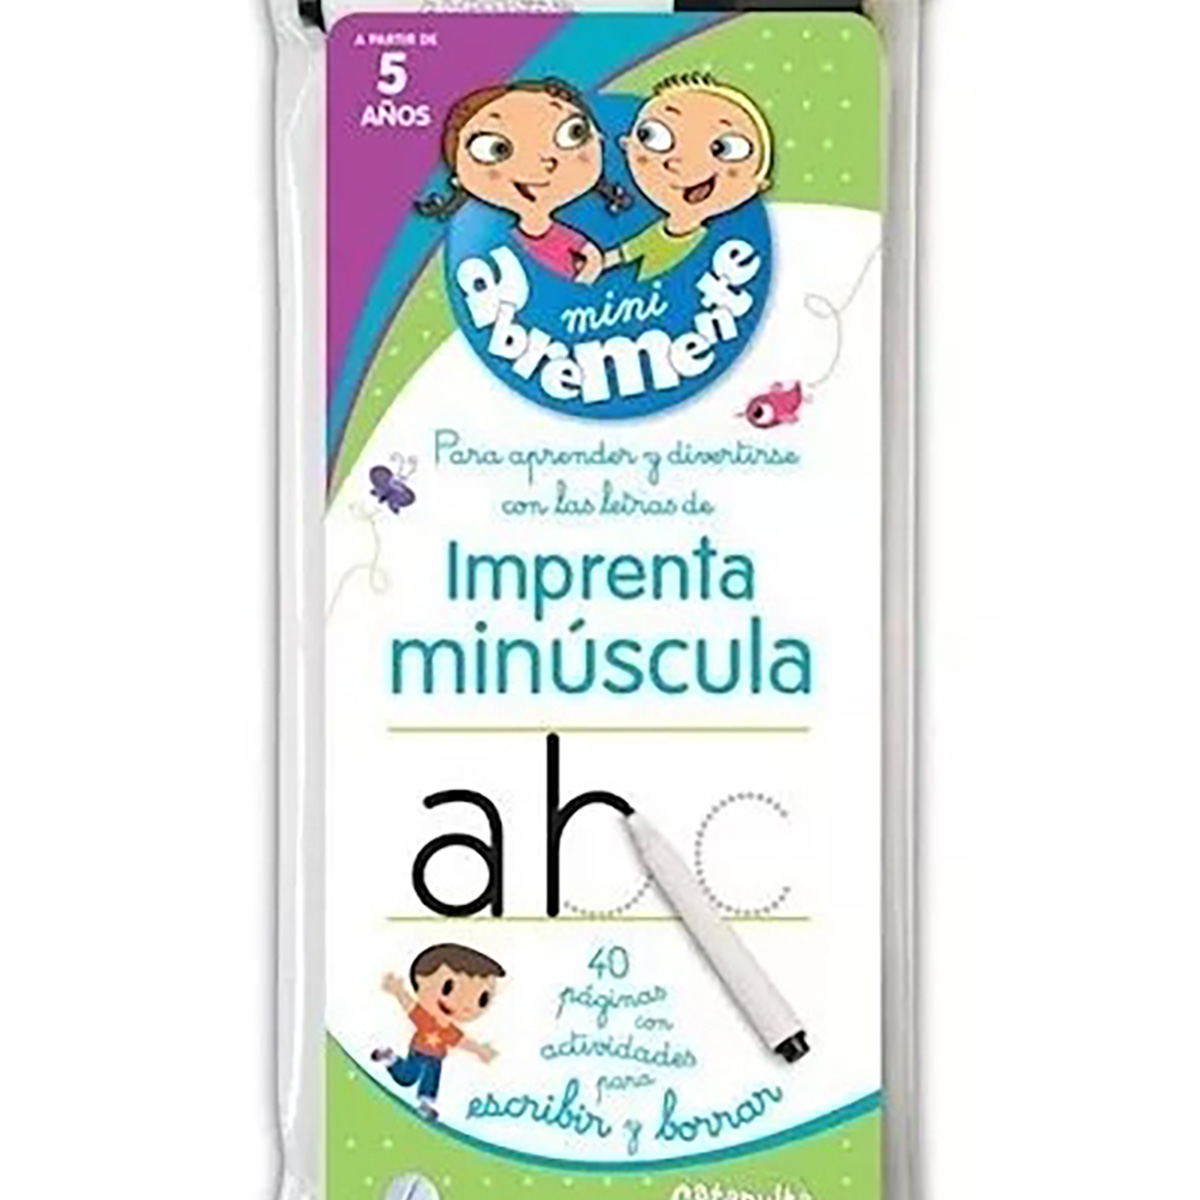 A PARTIR DE
5
AÑOS
mini
abremente
Para aprender y divertirse
con las letras de
Imprenta
minúscula
abc
40
páginas
con
actividades
para
escribir y borrar
catapulta